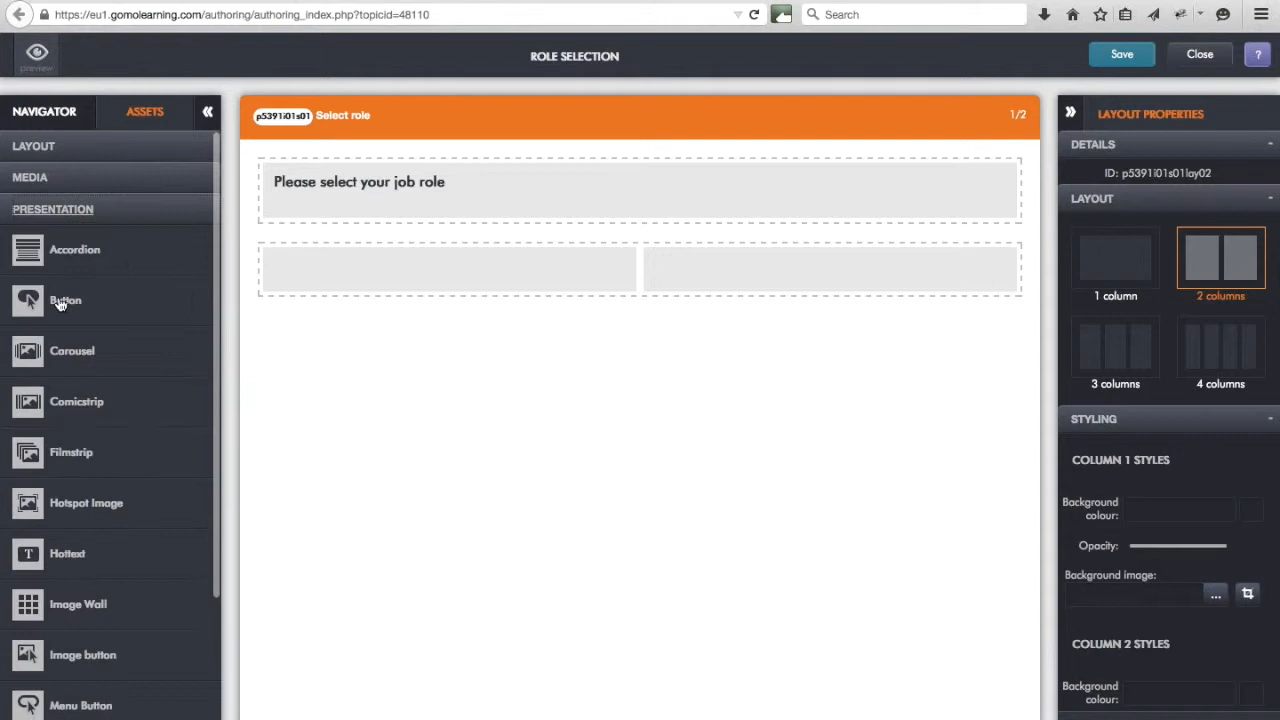 https://eu1.gomolearning.com/authoring/authoring_index.php?topicid=48110
Search
preview
ROLE SELECTION
Save
Close
?
NAVIGATOR
ASSETS
LAYOUT
MEDIA
PRESENTATION
Accordion
Button
Carousel
Comicstrip
Filmstrip
Hotspot Image
T
Hottext
Image Wall
Image button
Menu Button
p5391i01s01 Select role
1/2
Please select your job role
LAYOUT PROPERTIES
DETAILS
ID: p5391i01s01lay02
LAYOUT
1 column
2 columns
3 columns
4 columns
STYLING
COLUMN 1 STYLES
Background
colour:
Opacity:
Background image:
...
COLUMN 2 STYLES
Background
colour: